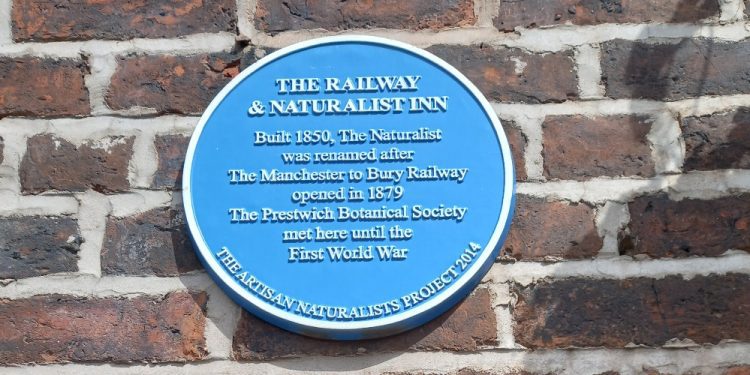 THE RAILWAY
& NATURALIST INN
Built 1850, The Naturalist
was renamed after
The Manchester to Bury Railway
opened in 1879
The Prestwich Botanical Society
met here until the
First World War
THE ARTISAN NATURALISTS PROJECT 2014